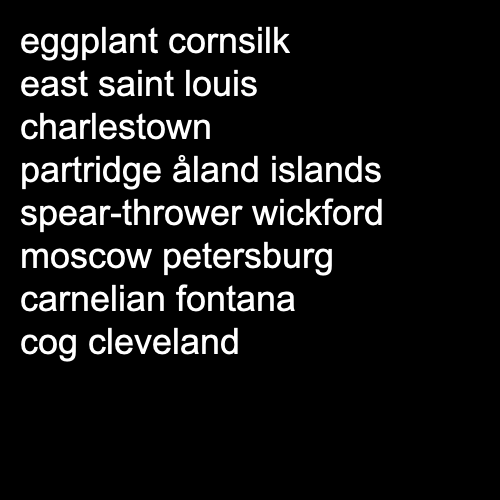 eggplant cornsilk
east saint louis
charlestown
partridge åland islands
spear-thrower wickford
moscow petersburg
carnelian fontana
cog cleveland